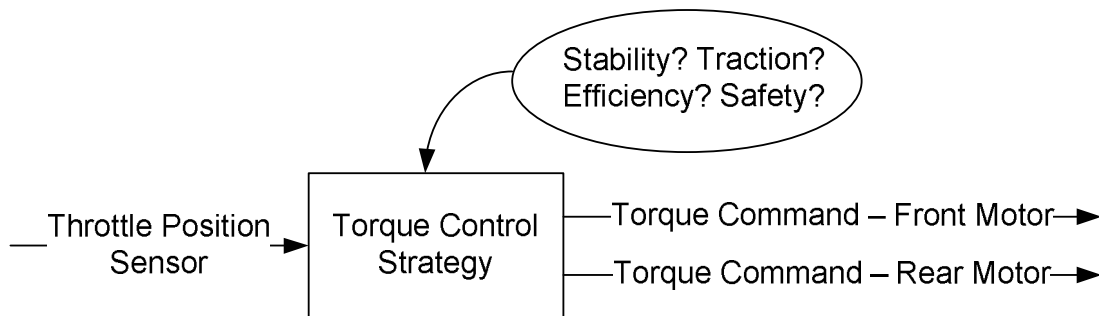 Stability? Traction?
Efficiency? Safety?
Throttle Position
Sensor
Torque Control
Strategy
Torque Command – Front Motor
Torque Command – Rear Motor